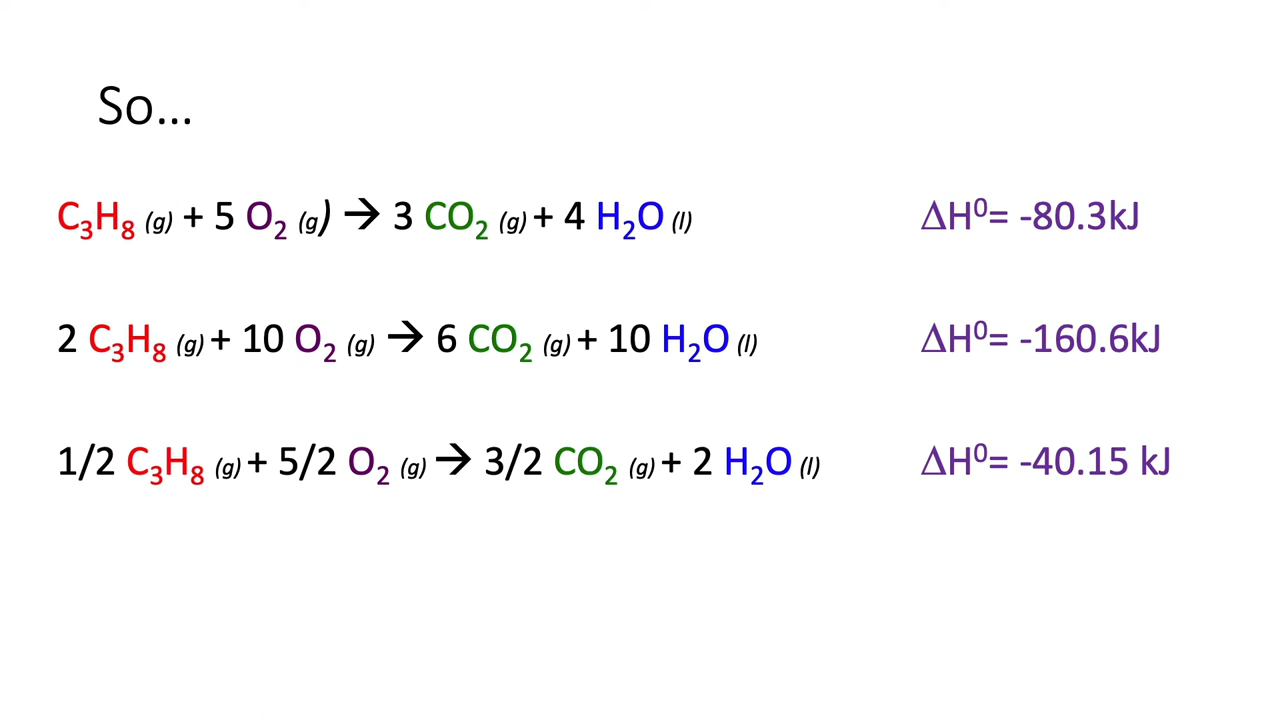 So...
C₃H₈ (g) + 5 O₂ (g) → 3 CO₂ (g) + 4 H₂O (l) ΔH⁰= -80.3kJ
2 C₃H₈ (g) + 10 O₂ (g) → 6 CO₂ (g) + 10 H₂O (l) ΔH⁰= -160.6kJ
1/2 C₃H₈ (g) + 5/2 O₂ (g) → 3/2 CO₂ (g) + 2 H₂O (l) ΔH⁰= -40.15 kJ